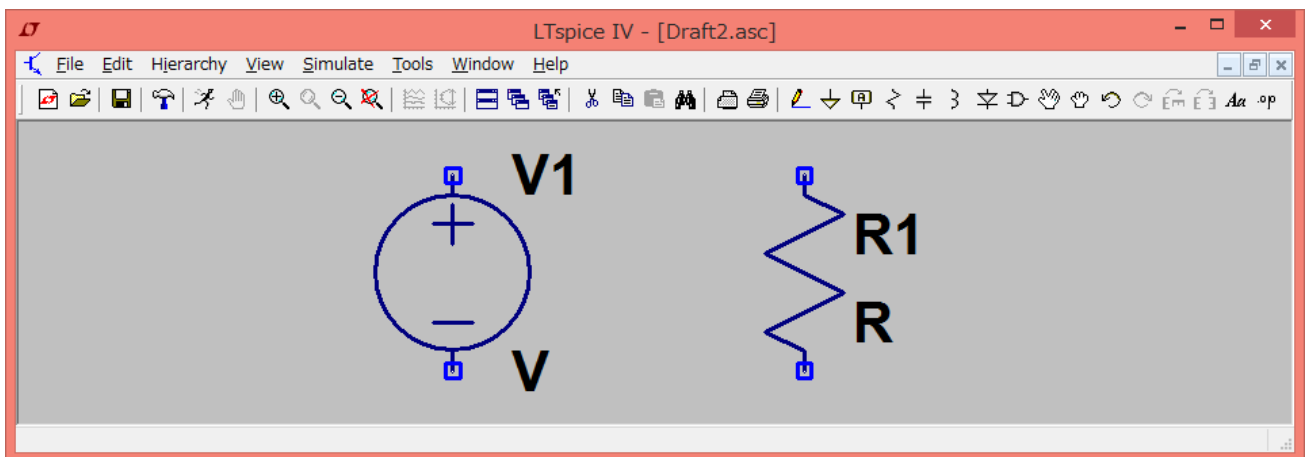 LTspice IV - [Draft2.asc]
File Edit Hierarchy View Simulate Tools Window Help
Aa .op
V1
R1
R
V